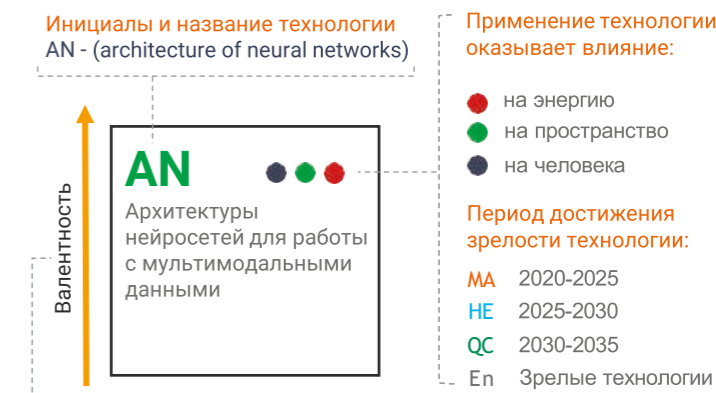 Инициалы и название технологии
AN - (architecture of neural networks)
Валентность
AN
Архитектуры
нейросетей для работы
с мультимодальными
данными
Применение технологии
оказывает влияние:
на энергию
на пространство
на человека
Период достижения
зрелости технологии:
MA 2020-2025
HE 2025-2030
QC 2030-2035
En Зрелые технологии